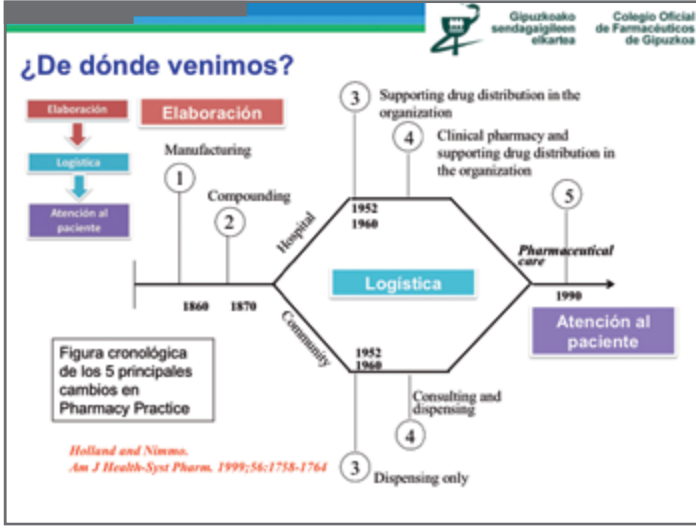 Gipuzkoako
sendagaigileen
elkartea
Colegio Oficial
de Farmacéuticos
de Gipuzkoa
¿De dónde venimos?
Elaboración
Logística
Atención al
paciente
Elaboración
Manufacturing
1
Compounding
2
1860
1870
Hospital
Community
3
Supporting drug distribution in the
organization
4
Clinical pharmacy and
supporting drug distribution in
the organization
1952
1960
Logística
5
Pharmaceutical
care
1990
Atención al
paciente
1952
1960
Consulting and
dispensing
4
3
Dispensing only
Figura cronológica
de los 5 principales
cambios en
Pharmacy Practice
Holland and Nimmo.
Am J Health-Syst Pharm. 1999;56:1758-1764